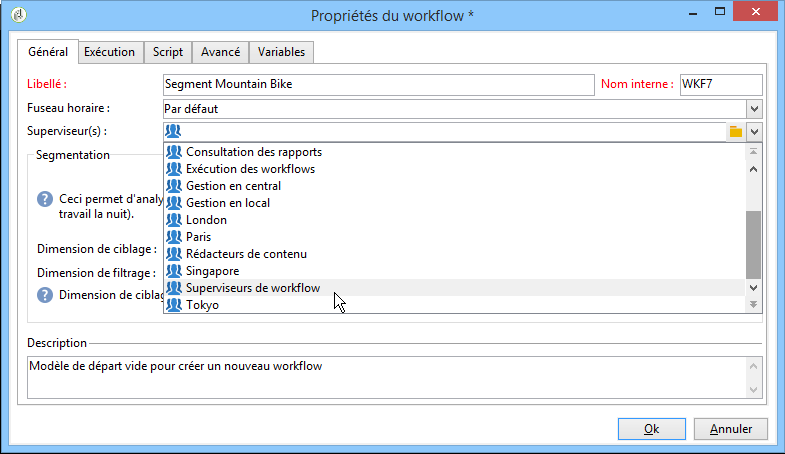 Propriétés du workflow *
Général Exécution Script Avancé Variables
Libellé : Segment Mountain Bike Nom interne : WKF7
Fuseau horaire : Par défaut
Superviseur(s) :
Segmentation
Consultation des rapports
Exécution des workflows
Gestion en central
Ceci permet d'analy
Gestion en local
travail la nuit).
London
Paris
Dimension de ciblage :
Rédacteurs de contenu
Dimension de filtrage :
Singapore
Superviseurs de workflow
Dimension de ciblag
Tokyo
Description
Modèle de départ vide pour créer un nouveau workflow
Ok Annuler